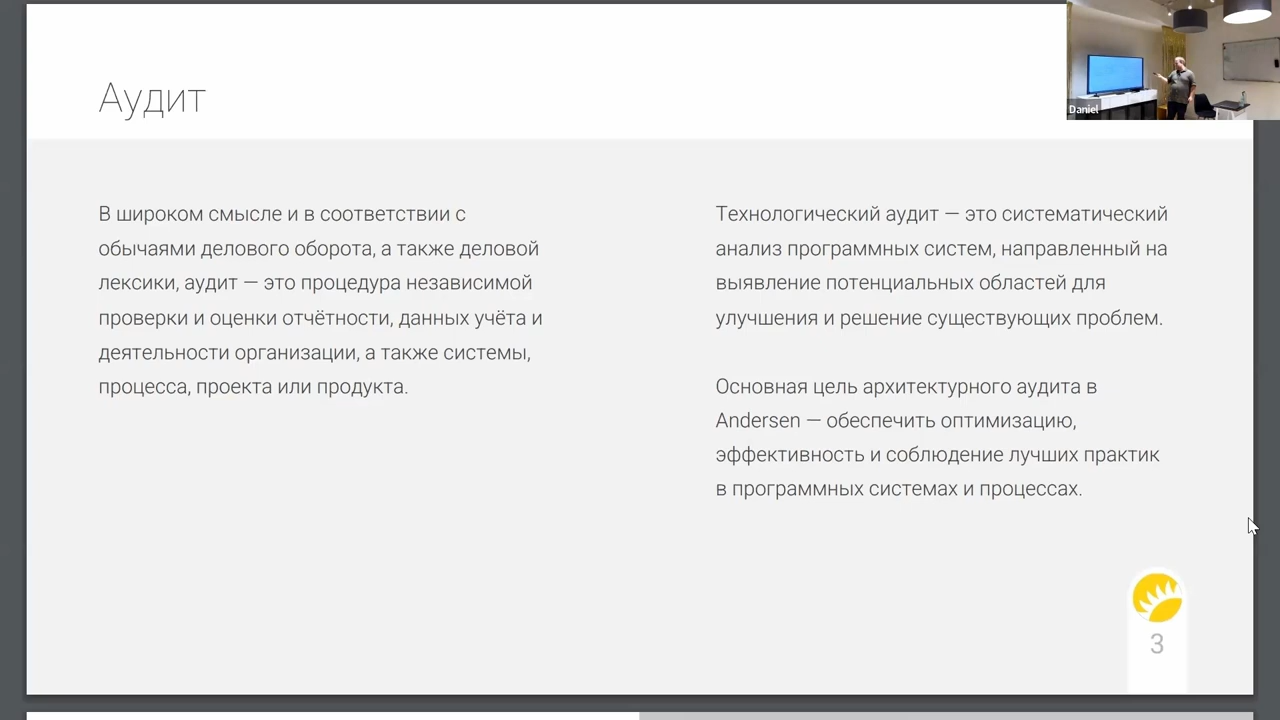 Аудит
Daniel
В широком смысле и в соответствии с
обычаями делового оборота, а также деловой
лексики, аудит — это процедура независимой
проверки и оценки отчётности, данных учёта и
деятельности организации, а также системы,
процесса, проекта или продукта.
Технологический аудит — это систематический
анализ программных систем, направленный на
выявление потенциальных областей для
улучшения и решение существующих проблем.
Основная цель архитектурного аудита в
Andersen — обеспечить оптимизацию,
эффективность и соблюдение лучших практик
в программных системах и процессах.
3